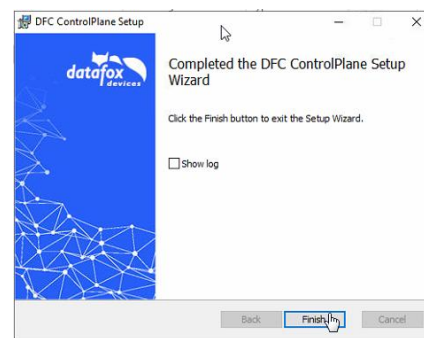 DFC ControlPlane Setup
datafox
devices
Completed the DFC ControlPlane Setup
Wizard
Click the Finish button to exit the Setup Wizard.
Show log
Back Finish Cancel